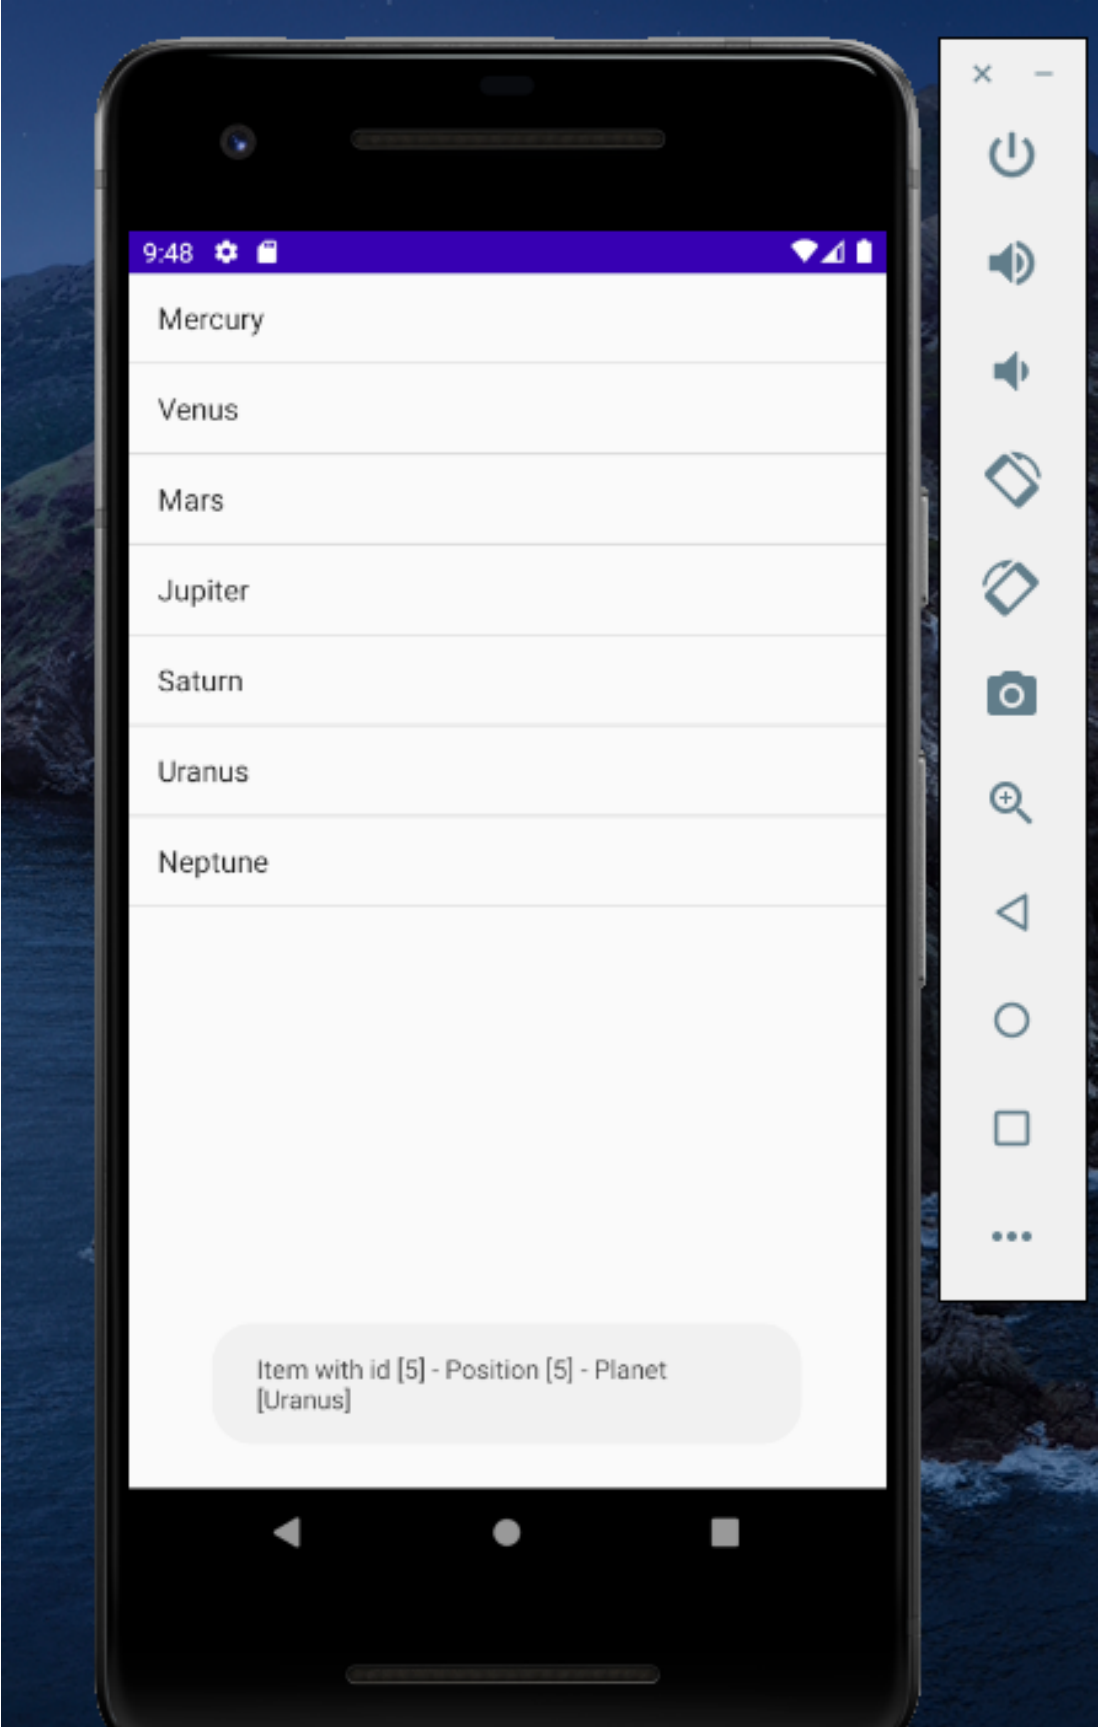 9:48
Mercury
Venus
Mars
Jupiter
Saturn
Uranus
Neptune
Item with id [5] - Position [5] - Planet
[Uranus]